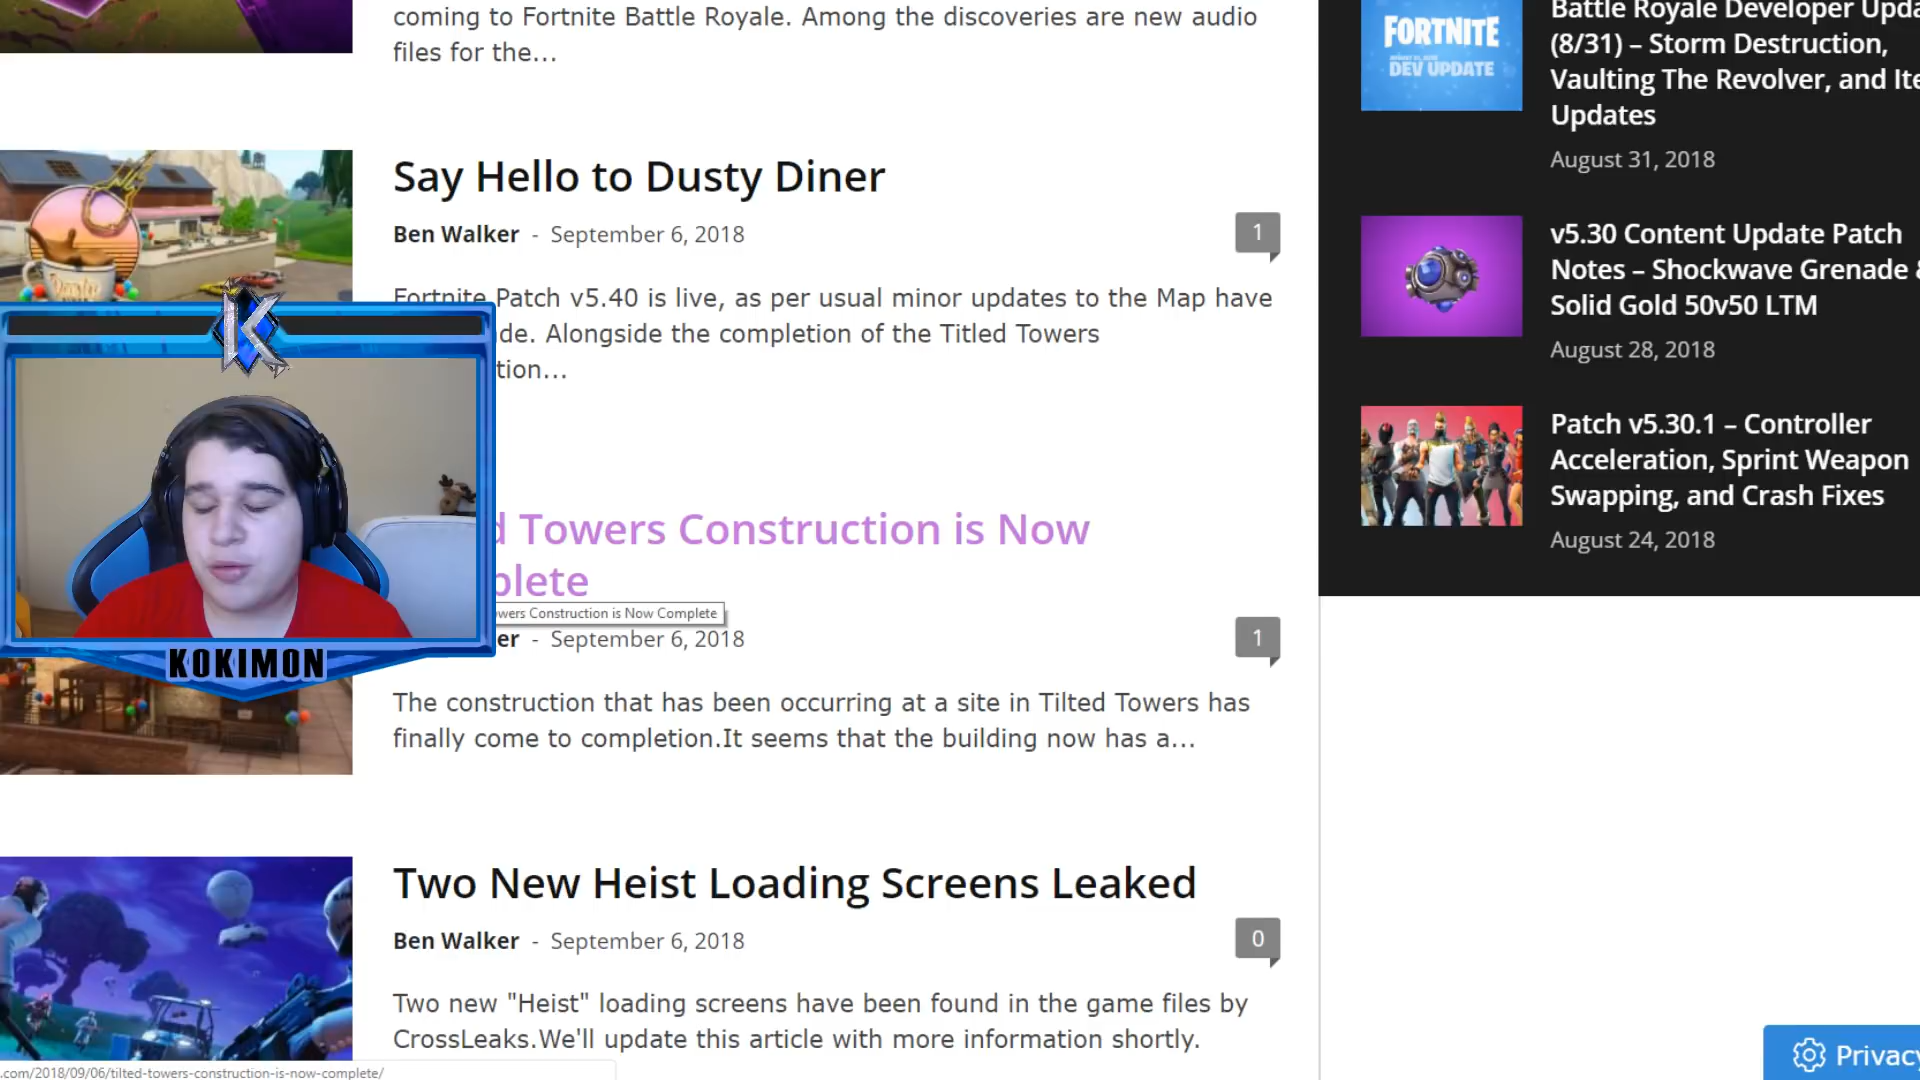 coming to Fortnite Battle Royale. Among the discoveries are new audio
files for the...
Say Hello to Dusty Diner
Ben Walker - September 6, 2018
1
Fortnite Patch v5.40 is live, as per usual minor updates to the Map have
de. Alongside the completion of the Titled Towers
tion...
K
KOKIMON
d Towers Construction is Now
plete
wers Construction is Now Complete
er - September 6, 2018
1
The construction that has been occurring at a site in Tilted Towers has
finally come to completion.It seems that the building now has a...
Two New Heist Loading Screens Leaked
Ben Walker - September 6, 2018
0
Two new "Heist" loading screens have been found in the game files by
CrossLeaks.We'll update this article with more information shortly.
.com/2018/09/06/tilted-towers-construction-is-now-complete/
FORTNITE
DEV UPDATE
Battle Royale Developer Upda
(8/31) – Storm Destruction,
Vaulting The Revolver, and Ite
Updates
August 31, 2018
v5.30 Content Update Patch
Notes – Shockwave Grenade &
Solid Gold 50v50 LTM
August 28, 2018
Patch v5.30.1 – Controller
Acceleration, Sprint Weapon
Swapping, and Crash Fixes
August 24, 2018
Privacy